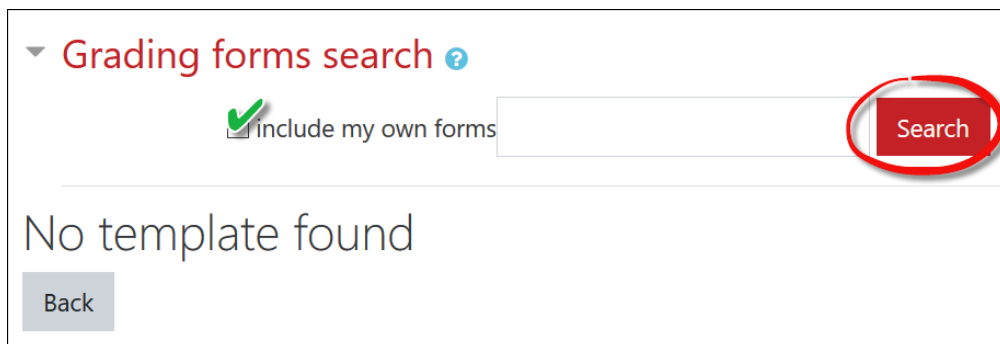 Grading forms search
include my own forms Search
No template found
Back